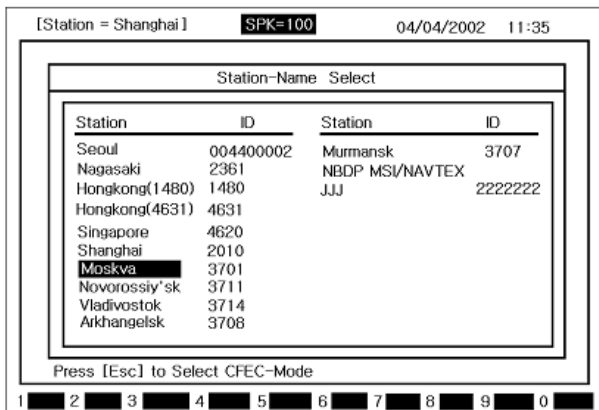 [Station = Shanghai] SPK=100 04/04/2002 11:35
Station-Name Select
Station ID Station ID
Seoul 004400002 Murmansk 3707
Nagasaki 2361 NBDP MSI/NAVTEX
Hongkong(1480) 1480 JJJ 2222222
Hongkong(4631) 4631
Singapore 4620
Shanghai 2010
Moskva 3701
Novorossiy'sk 3711
Vladivostok 3714
Arkhangelsk 3708
Press [Esc] to Select CFEC-Mode
1 2 3 4 5 6 7 8 9 0